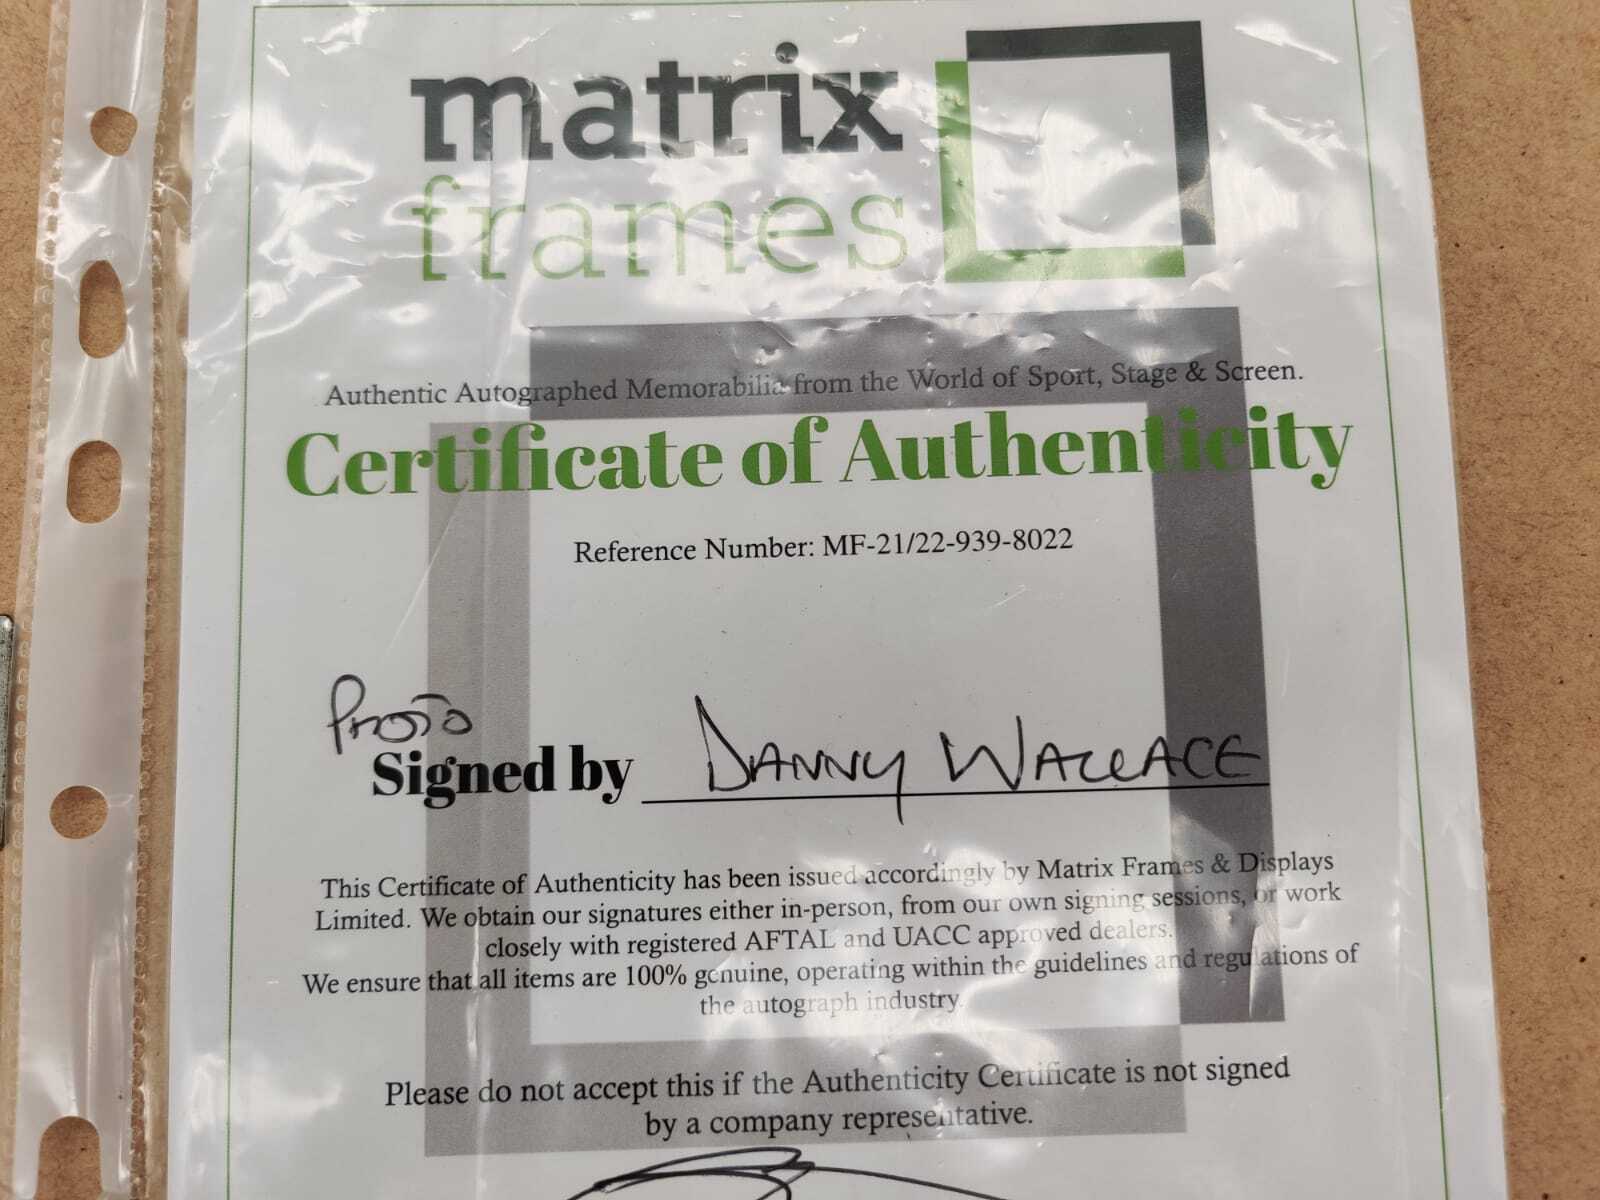 matrix
frames
Authentic Autographed Memorabilia from the World of Sport, Stage & Screen.
Certificate of Authenticity
Reference Number: MF-21/22-939-8022
PHOTO
Signed by DANNY WALLACE
This Certificate of Authenticity has been issued accordingly by Matrix Frames & Displays
Limited. We obtain our signatures either in-person, from our own signing sessions, or work
closely with registered AFTAL and UACC approved dealers.
We ensure that all items are 100% genuine, operating within the guidelines and regulations of
the autograph industry.
Please do not accept this if the Authenticity Certificate is not signed
by a company representative.